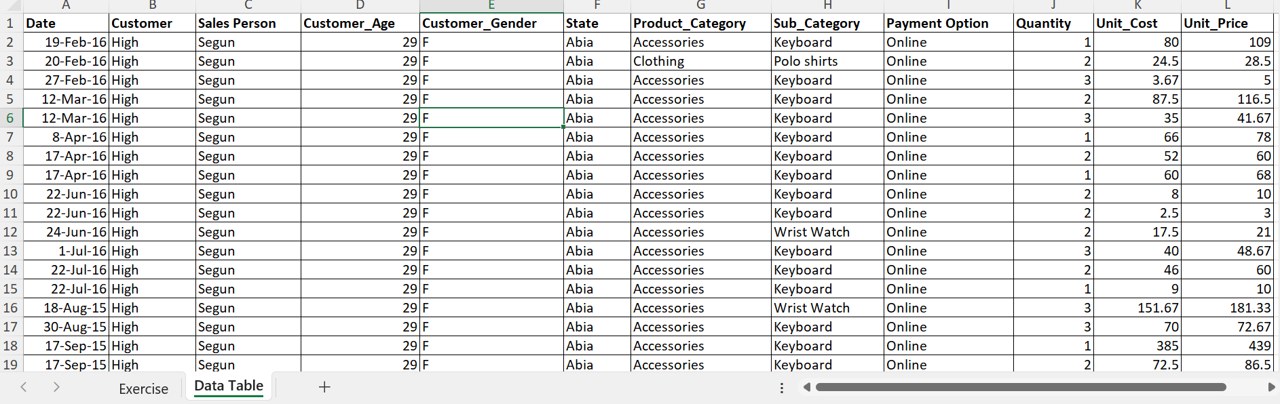 A B C D E F G H I J K L
1 Date Customer Sales Person Customer_Age Customer_Gender State Product_Category Sub_Category Payment Option Quantity Unit_Cost Unit_Price
2 19-Feb-16 High Segun 29 F Abia Accessories Keyboard Online 1 80 109
3 20-Feb-16 High Segun 29 F Abia Clothing Polo shirts Online 2 24.5 28.5
4 27-Feb-16 High Segun 29 F Abia Accessories Keyboard Online 3 3.67 5
5 12-Mar-16 High Segun 29 F Abia Accessories Keyboard Online 2 87.5 116.5
6 12-Mar-16 High Segun 29 F Abia Accessories Keyboard Online 3 35 41.67
7 8-Apr-16 High Segun 29 F Abia Accessories Keyboard Online 1 66 78
8 17-Apr-16 High Segun 29 F Abia Accessories Keyboard Online 2 52 60
9 17-Apr-16 High Segun 29 F Abia Accessories Keyboard Online 1 60 68
10 22-Jun-16 High Segun 29 F Abia Accessories Keyboard Online 2 8 10
11 22-Jun-16 High Segun 29 F Abia Accessories Keyboard Online 2 2.5 3
12 24-Jun-16 High Segun 29 F Abia Accessories Wrist Watch Online 2 17.5 21
13 1-Jul-16 High Segun 29 F Abia Accessories Keyboard Online 3 40 48.67
14 22-Jul-16 High Segun 29 F Abia Accessories Keyboard Online 2 46 60
15 22-Jul-16 High Segun 29 F Abia Accessories Keyboard Online 1 9 10
16 18-Aug-15 High Segun 29 F Abia Accessories Wrist Watch Online 3 151.67 181.33
17 30-Aug-15 High Segun 29 F Abia Accessories Keyboard Online 3 70 72.67
18 17-Sep-15 High Segun 29 F Abia Accessories Keyboard Online 1 385 439
19 17-Sep-15 High Segun 29 F Abia Accessories Keyboard Online 2 72.5 86.5
Exercise Data Table